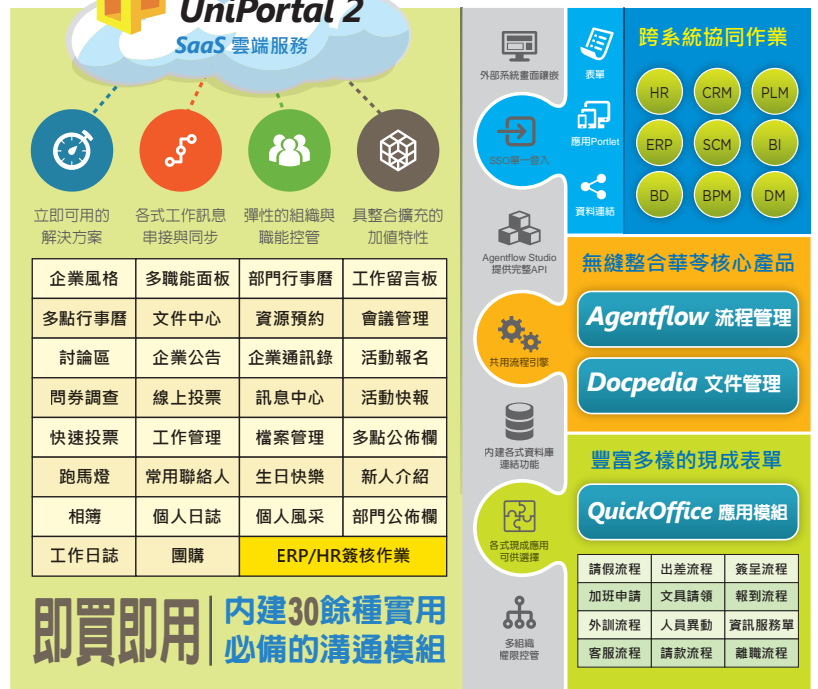 UniPortal 2
SaaS 雲端服務
立即可用的
解決方案
各式工作訊息
串接與同步
彈性的組織與
職能控管
具整合擴充的
加值特性
企業風格 多職能面板 部門行事曆 工作留言板
多點行事曆 文件中心 資源預約 會議管理
討論區 企業公告 企業通訊錄 活動報名
問券調查 線上投票 訊息中心 活動快報
快速投票 工作管理 檔案管理 多點公佈欄
跑馬燈 常用聯絡人 生日快樂 新人介紹
相簿 個人日誌 個人風采 部門公佈欄
工作日誌 團購 ERP/HR簽核作業
即買即用
內建30餘種實用
必備的溝通模組
外部系統畫面鑲嵌
SSO單一登入
Agentflow Studio
提供完整API
共用流程引擎
內建各式資料庫
連結功能
各式現成應用
可供選擇
多組織
權限控管
表單
應用Portlet
資料連結
跨系統協同作業
HR CRM PLM
ERP SCM BI
BD BPM DM
無縫整合華苓核心產品
Agentflow 流程管理
Docpedia 文件管理
豐富多樣的現成表單
QuickOffice 應用模組
請假流程 出差流程 簽呈流程
加班申請 文具請領 報到流程
外訓流程 人員異動 資訊服務單
客服流程 請款流程 離職流程